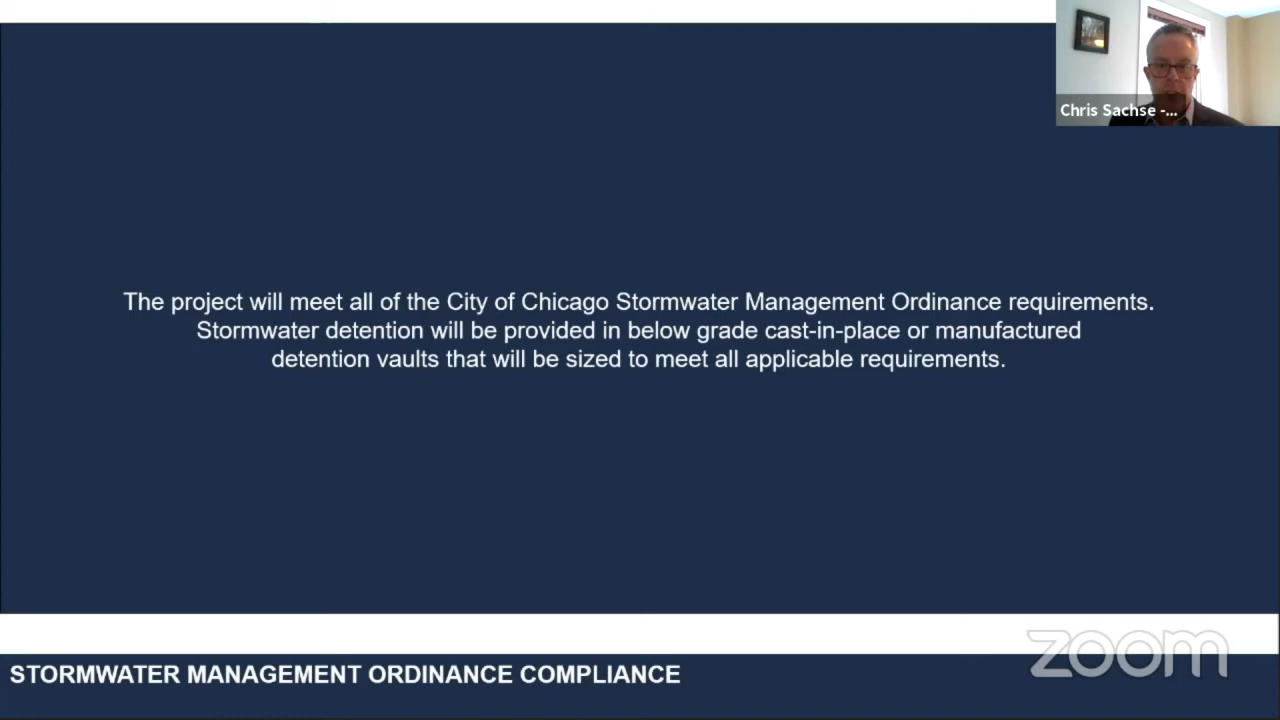 Chris Sachse -...
The project will meet all of the City of Chicago Stormwater Management Ordinance requirements.
Stormwater detention will be provided in below grade cast-in-place or manufactured
detention vaults that will be sized to meet all applicable requirements.
zoom
STORMWATER MANAGEMENT ORDINANCE COMPLIANCE